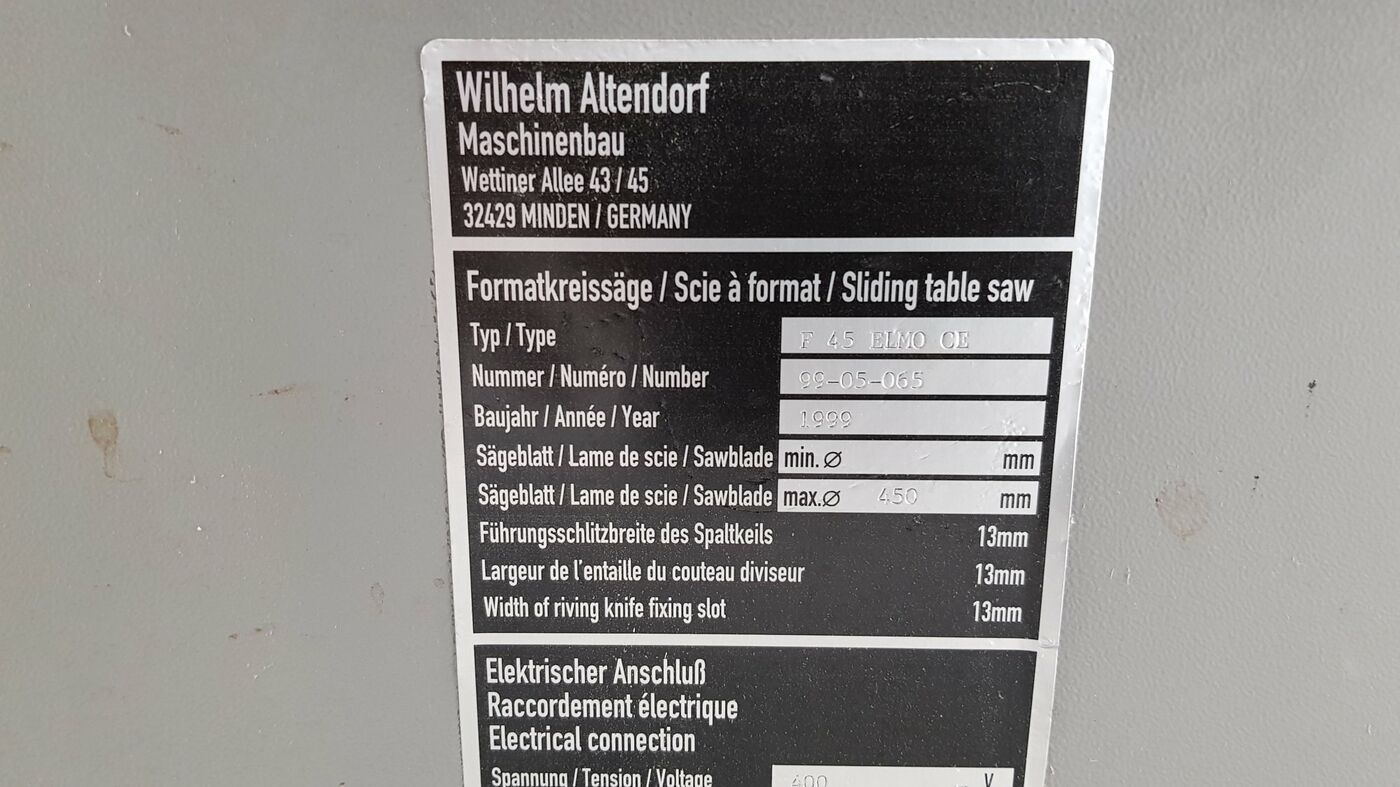 Wilhelm Altendorf
Maschinenbau
Wettiner Allee 43 / 45
32429 MINDEN / GERMANY
Formatkreissäge / Scie à format / Sliding table saw
Typ / Type F 45 ELMO CE
Nummer / Numéro / Number 99-05-065
Baujahr / Année / Year 1999
Sägeblatt / Lame de scie / Sawblade min. ∅ mm
Sägeblatt / Lame de scie / Sawblade max. ∅ 450 mm
Führungsschlitzbreite des Spaltkeils 13mm
Largeur de l'entaille du couteau diviseur 13mm
Width of riving knife fixing slot 13mm
Elektrischer Anschluß
Raccordement électrique
Electrical connection
Spannung / Tension / Voltage 400 V